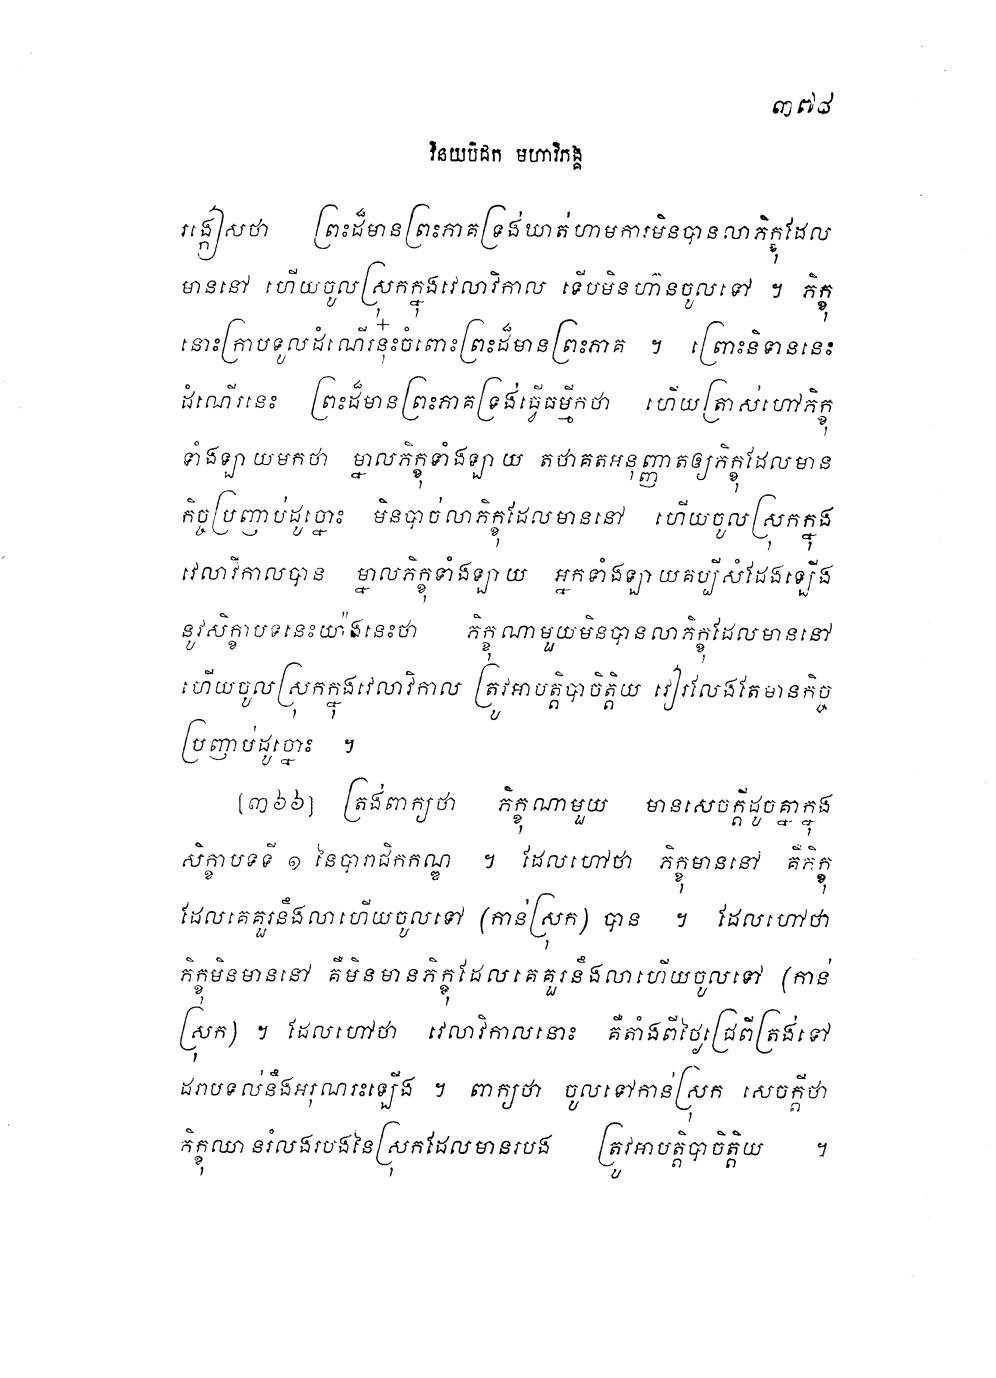 ៣៧៨
វិនយបិដក មហាវិភង្គ
រង្កៀសថា ព្រះដ៏មានព្រះភាគទ្រង់ឃាត់ហាមការមិនបានលាភិក្ខុដែល
មាននៅ ហើយចូលស្រុកក្នុងវេលាវិកាល ទើបមិនហ៊ានចូលទៅ ។ ភិក្ខុ
នោះក្រាបទូលដំណើរនុ៎ះចំពោះព្រះដ៏មានព្រះភាគ ។ ព្រោះនិទាននេះ
ដំណើរនេះ ព្រះដ៏មានព្រះភាគទ្រង់ធ្វើធម្មីកថា ហើយត្រាស់ហៅភិក្ខុ
ទាំងឡាយមកថា ម្នាលភិក្ខុទាំងឡាយ តថាគតអនុញ្ញាតឲ្យភិក្ខុដែលមាន
កិច្ចប្រញាប់ដូច្នោះ មិនបាច់លាភិក្ខុដែលមាននៅ ហើយចូលស្រុកក្នុង
វេលាវិកាលបាន ម្នាលភិក្ខុទាំងឡាយ អ្នកទាំងឡាយគប្បីសំដែងឡើង
នូវសិក្ខាបទនេះយ៉ាងនេះថា ភិក្ខុណាមួយមិនបានលាភិក្ខុដែលមាននៅ
ហើយចូលស្រុកក្នុងវេលាវិកាល ត្រូវអាបត្តិបាចិត្តិយ វៀរលែងតែមានកិច្ច
ប្រញាប់ដូច្នោះ ។
[៣៦៦] ត្រង់ពាក្យថា ភិក្ខុណាមួយ មានសេចក្តីដូចគ្នាក្នុង
សិក្ខាបទទី ១ នៃបារាជិកកណ្ឌ ។ ដែលហៅថា ភិក្ខុមាននៅ គឺភិក្ខុ
ដែលគេគួរនឹងលាហើយចូលទៅ (កាន់ស្រុក) បាន ។ ដែលហៅថា
ភិក្ខុមិនមាននៅ គឺមិនមានភិក្ខុដែលគេគួរនឹងលាហើយចូលទៅ (កាន់
ស្រុក) ។ ដែលហៅថា វេលាវិកាលនោះ គឺតាំងពីថ្ងៃជ្រេពីត្រង់ទៅ
ដរាបទល់នឹងអរុណរះឡើង ។ ពាក្យថា ចូលទៅកាន់ស្រុក សេចក្តីថា
ភិក្ខុឈានរំលងរបងនៃស្រុកដែលមានរបង ត្រូវអាបត្តិបាចិត្តិយ ។